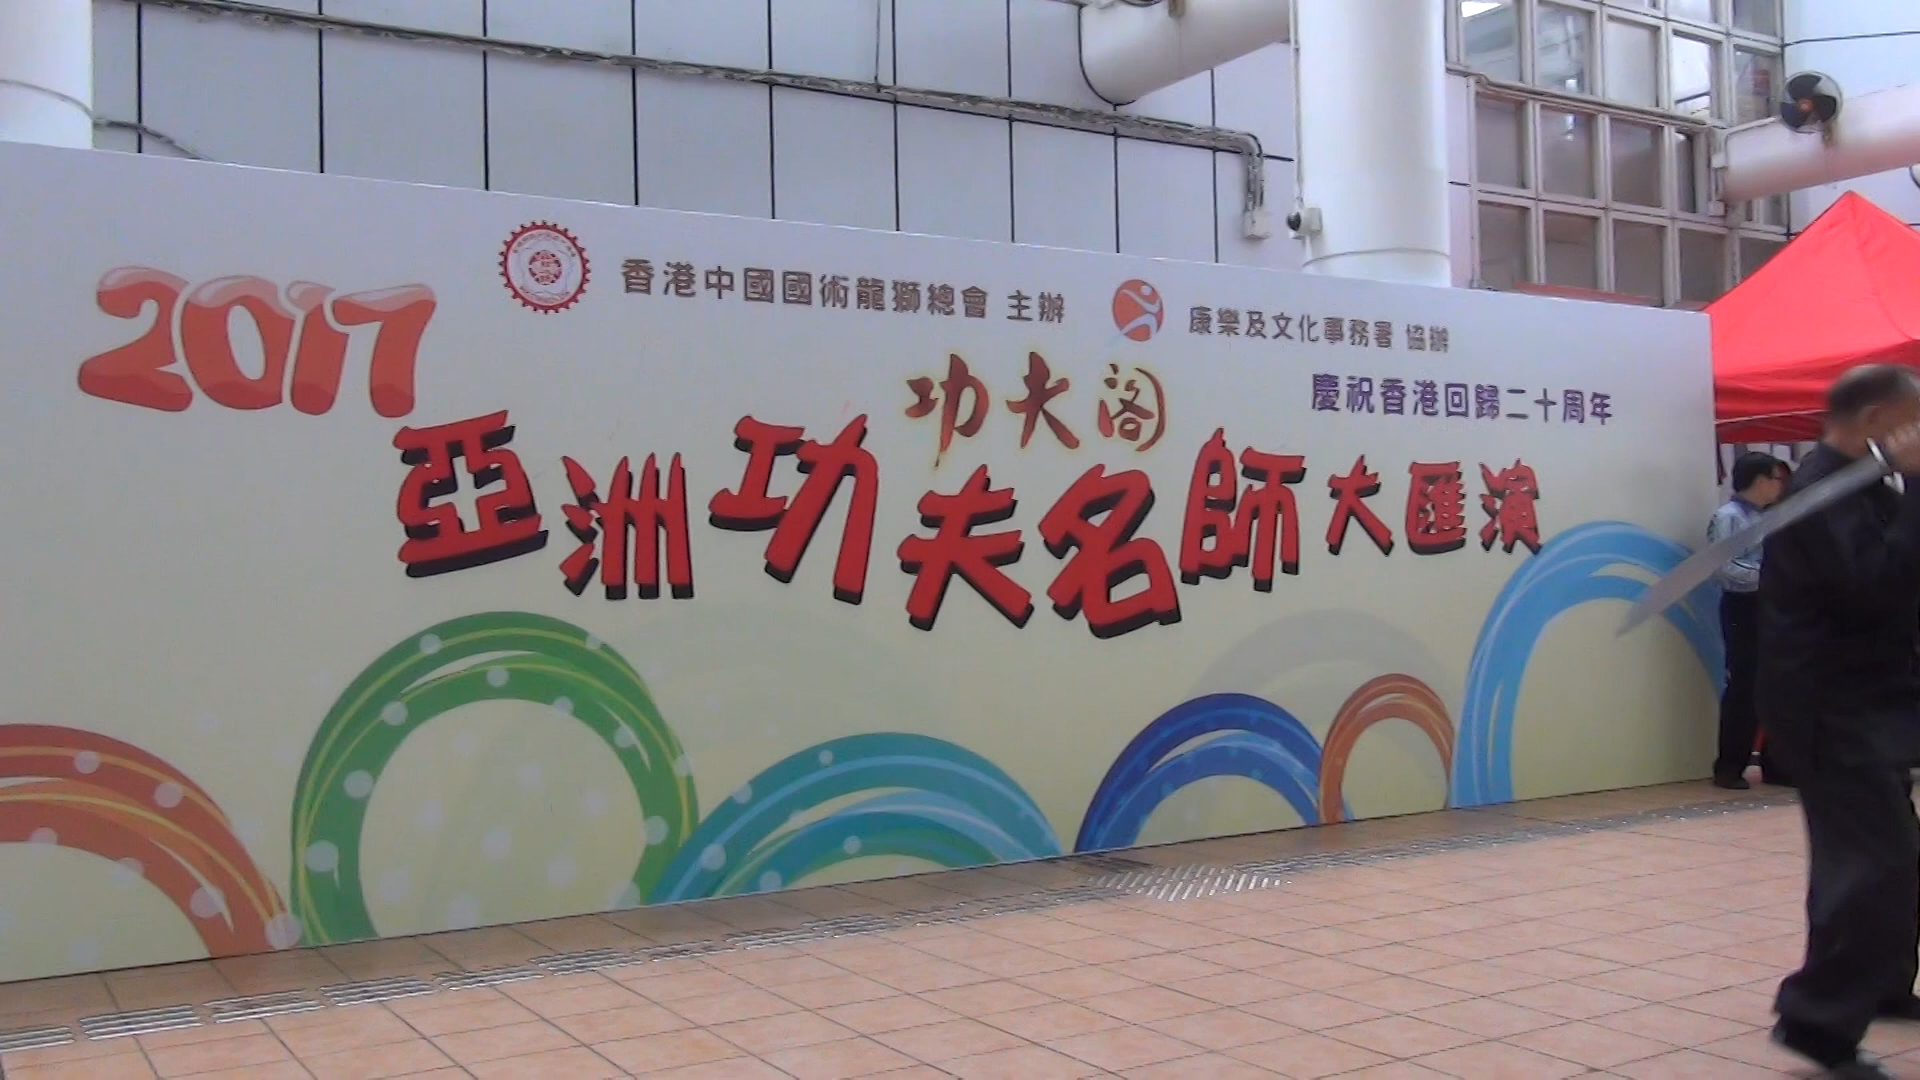 2017
香港中國國術龍獅總會 主辦
康樂及文化事務署 協辦
功夫閣
慶祝香港回歸二十周年
亞洲功夫名師大匯演